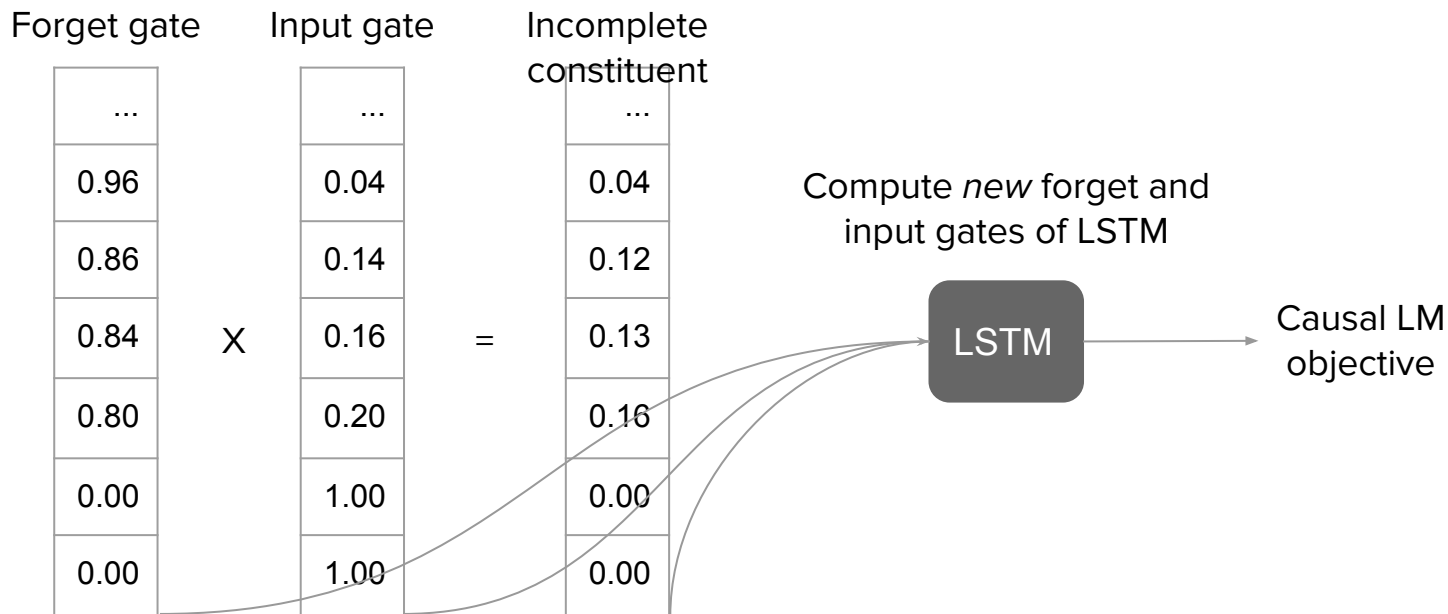 Forget gate
Input gate
Incomplete
constituent
... ... ...
0.96 0.04 0.04
0.86 0.14 0.12
0.84 X 0.16 = 0.13
0.80 0.20 0.16
0.00 1.00 0.00
0.00 1.00 0.00
Compute new forget and
input gates of LSTM
LSTM
Causal LM
objective